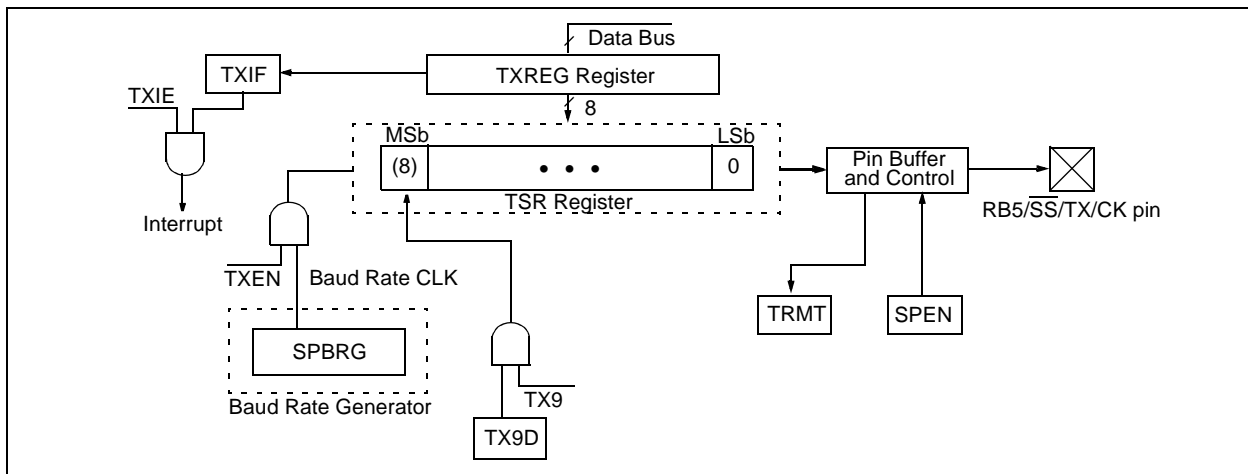 Data Bus
TXIF
TXREG Register
TXIE
8
MSb
LSb
(8)
• • •
0
Pin Buffer
and Control
TSR Register
RB5/SS/TX/CK pin
Interrupt
TXEN
Baud Rate CLK
TRMT
SPEN
SPBRG
TX9
Baud Rate Generator
TX9D